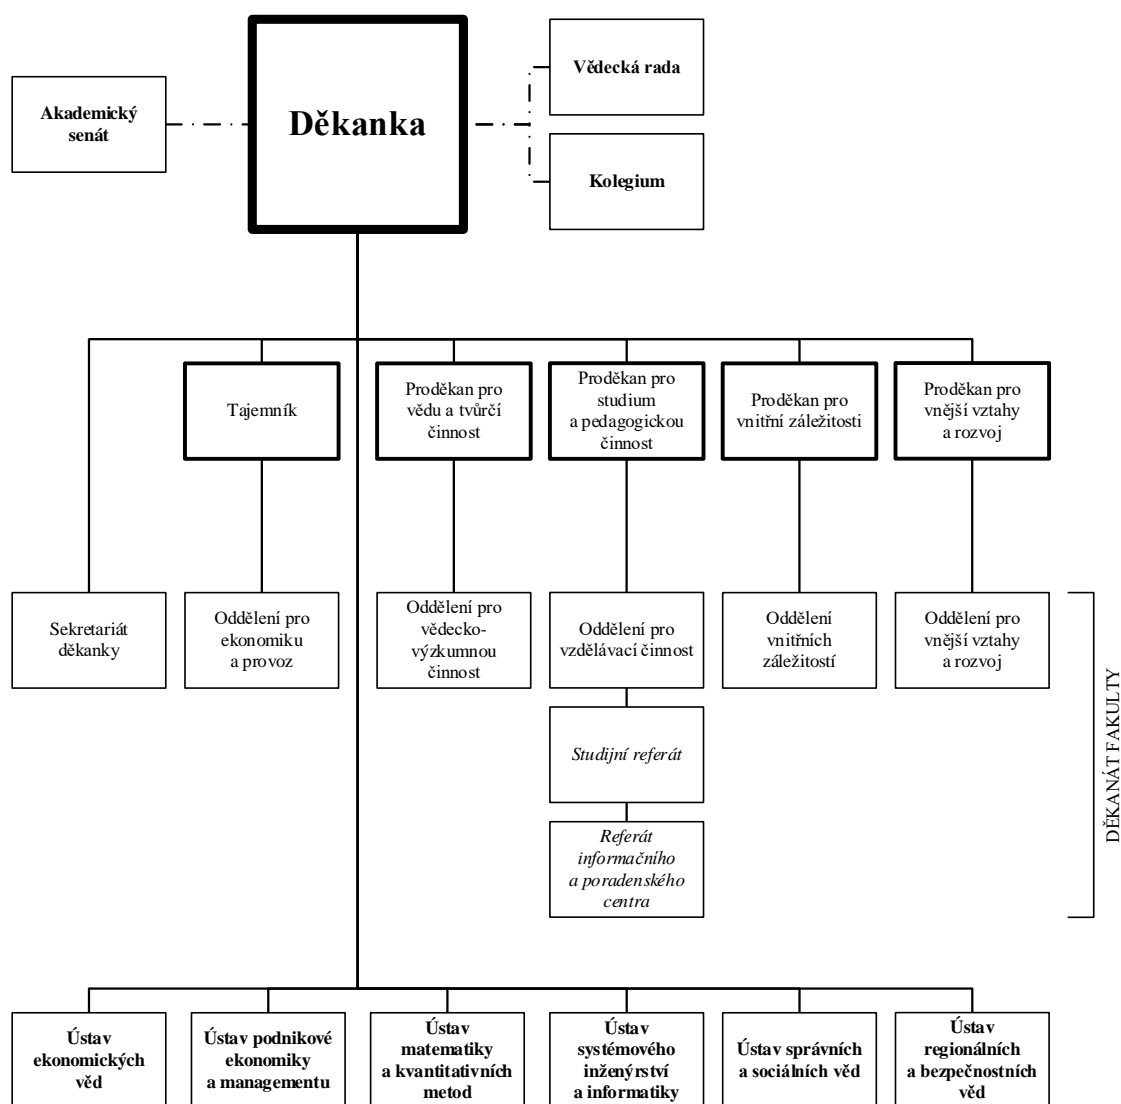 Vědecká rada
Akademický
senát
Děkanka
Kolegium
Tajemník
Proděkan pro
vědu a tvůrčí
činnost
Proděkan pro
studium
a pedagogickou
činnost
Proděkan pro
vnitřní záležitosti
Proděkan pro
vnější vztahy
a rozvoj
Sekretariát
děkanky
Oddělení pro
ekonomiku
a provoz
Oddělení pro
vědecko-
výzkumnou
činnost
Oddělení pro
vzdělávací činnost
Oddělení
vnitřních
záležitostí
Oddělení pro
vnější vztahy
a rozvoj
Studijní referát
Referát
informačního
a poradenského
centra
DĚKANÁT FAKULTY
Ústav
ekonomických
věd
Ústav podnikové
ekonomiky
a managementu
Ústav
matematiky
a kvantitativních
metod
Ústav
systémového
inženýrství
a informatiky
Ústav správních
a sociálních věd
Ústav
regionálních
a bezpečnostních
věd